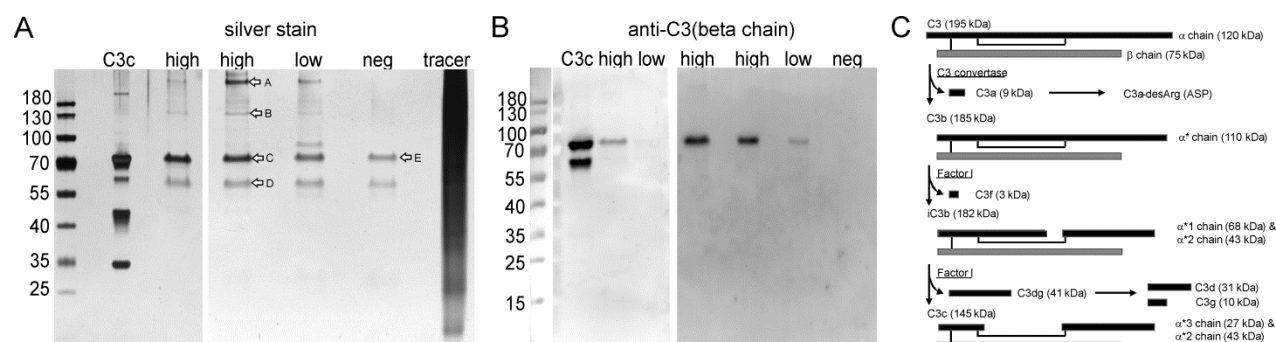 A
silver stain
C3c high high low neg tracer
180
130
100
70
55
40
35
25
A
B
C
D
E
B
anti-C3(beta chain)
C3c high low high high low neg
180
130
100
70
55
40
35
25
15
C
C3 (195 kDa)
α chain (120 kDa)
β chain (75 kDa)
C3 convertase
C3a (9 kDa)
C3a-desArg (ASP)
C3b (185 kDa)
α* chain (110 kDa)
Factor I
C3f (3 kDa)
iC3b (182 kDa)
α*1 chain (68 kDa) &
α*2 chain (43 kDa)
Factor I
C3dg (41 kDa)
C3d (31 kDa)
C3g (10 kDa)
C3c (145 kDa)
α*3 chain (27 kDa) &
α*2 chain (43 kDa)